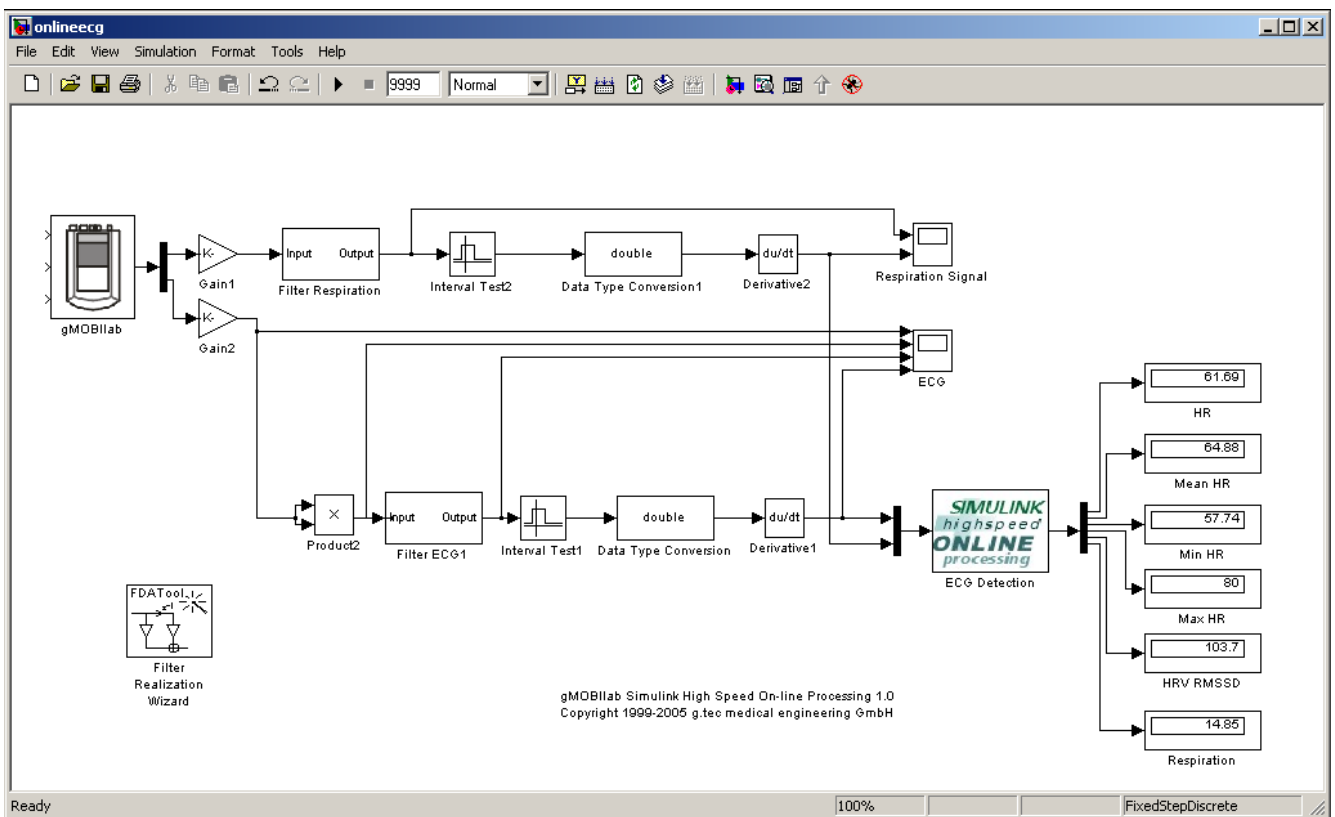 onlineecg
File Edit View Simulation Format Tools Help
9999 Normal
gMOBIlab
K-
Gain1
K-
Gain2
Input Output
Filter Respiration
Interval Test2
double
Data Type Conversion1
du/dt
Derivative2
Respiration Signal
ECG
×
Product2
Input Output
Filter ECG1
Interval Test1
double
Data Type Conversion
du/dt
Derivative1
SIMULINK
highspeed
ONLINE
processing
ECG Detection
61.69
HR
64.88
Mean HR
57.74
Min HR
80
Max HR
103.7
HRV RMSSD
14.85
Respiration
FDATool
Filter
Realization
Wizard
gMOBIlab Simulink High Speed On-line Processing 1.0
Copyright 1999-2005 g.tec medical engineering GmbH
Ready 100% FixedStepDiscrete